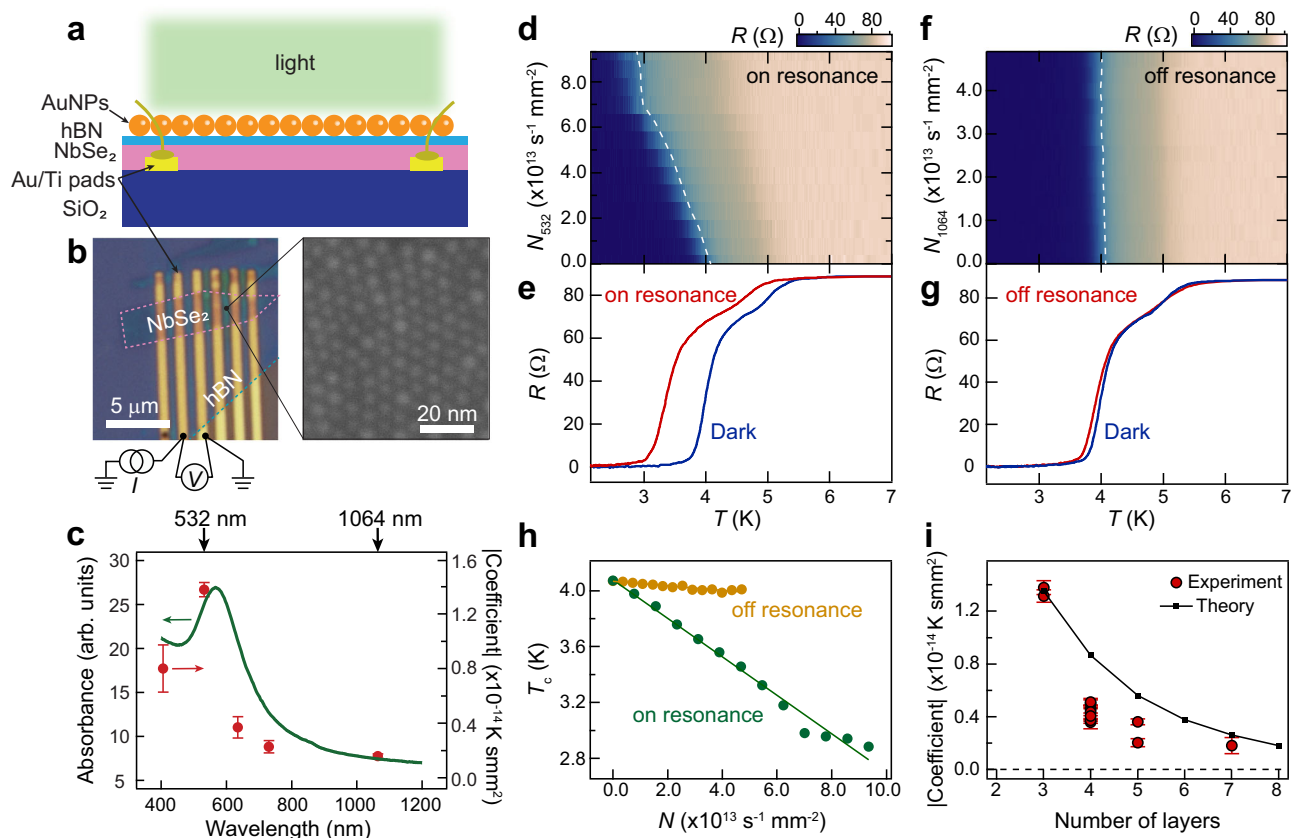 a
light
AuNPs
hBN
NbSe₂
Au/Ti pads
SiO₂
b
NbSe₂
hBN
5 μm
20 nm
I
V
c
532 nm
1064 nm
Absorbance (arb. units)
30
25
20
15
10
5
1.6
1.2
0.8
0.4
0.0
|Coefficient| (x10⁻¹⁴ K smm²)
400 600 800 1000 1200
Wavelength (nm)
d
R (Ω)
0 40 80
on resonance
N₅₃₂ (x10¹³ s⁻¹ mm⁻²)
8.0
6.0
4.0
2.0
0.0
e
on resonance
Dark
R (Ω)
80
60
40
20
0
3 4 5 6 7
T (K)
f
R (Ω)
0 40 80
off resonance
N₁₀₆₄ (x10¹³ s⁻¹ mm⁻²)
4.0
3.0
2.0
1.0
0.0
g
off resonance
Dark
R (Ω)
80
60
40
20
0
3 4 5 6 7
T (K)
h
off resonance
on resonance
T_c (K)
4.0
3.6
3.2
2.8
0.0 2.0 4.0 6.0 8.0 10.0
N (x10¹³ s⁻¹ mm⁻²)
i
Experiment
Theory
|Coefficient| (x10⁻¹⁴ K smm²)
1.2
0.8
0.4
0.0
2 3 4 5 6 7 8
Number of layers